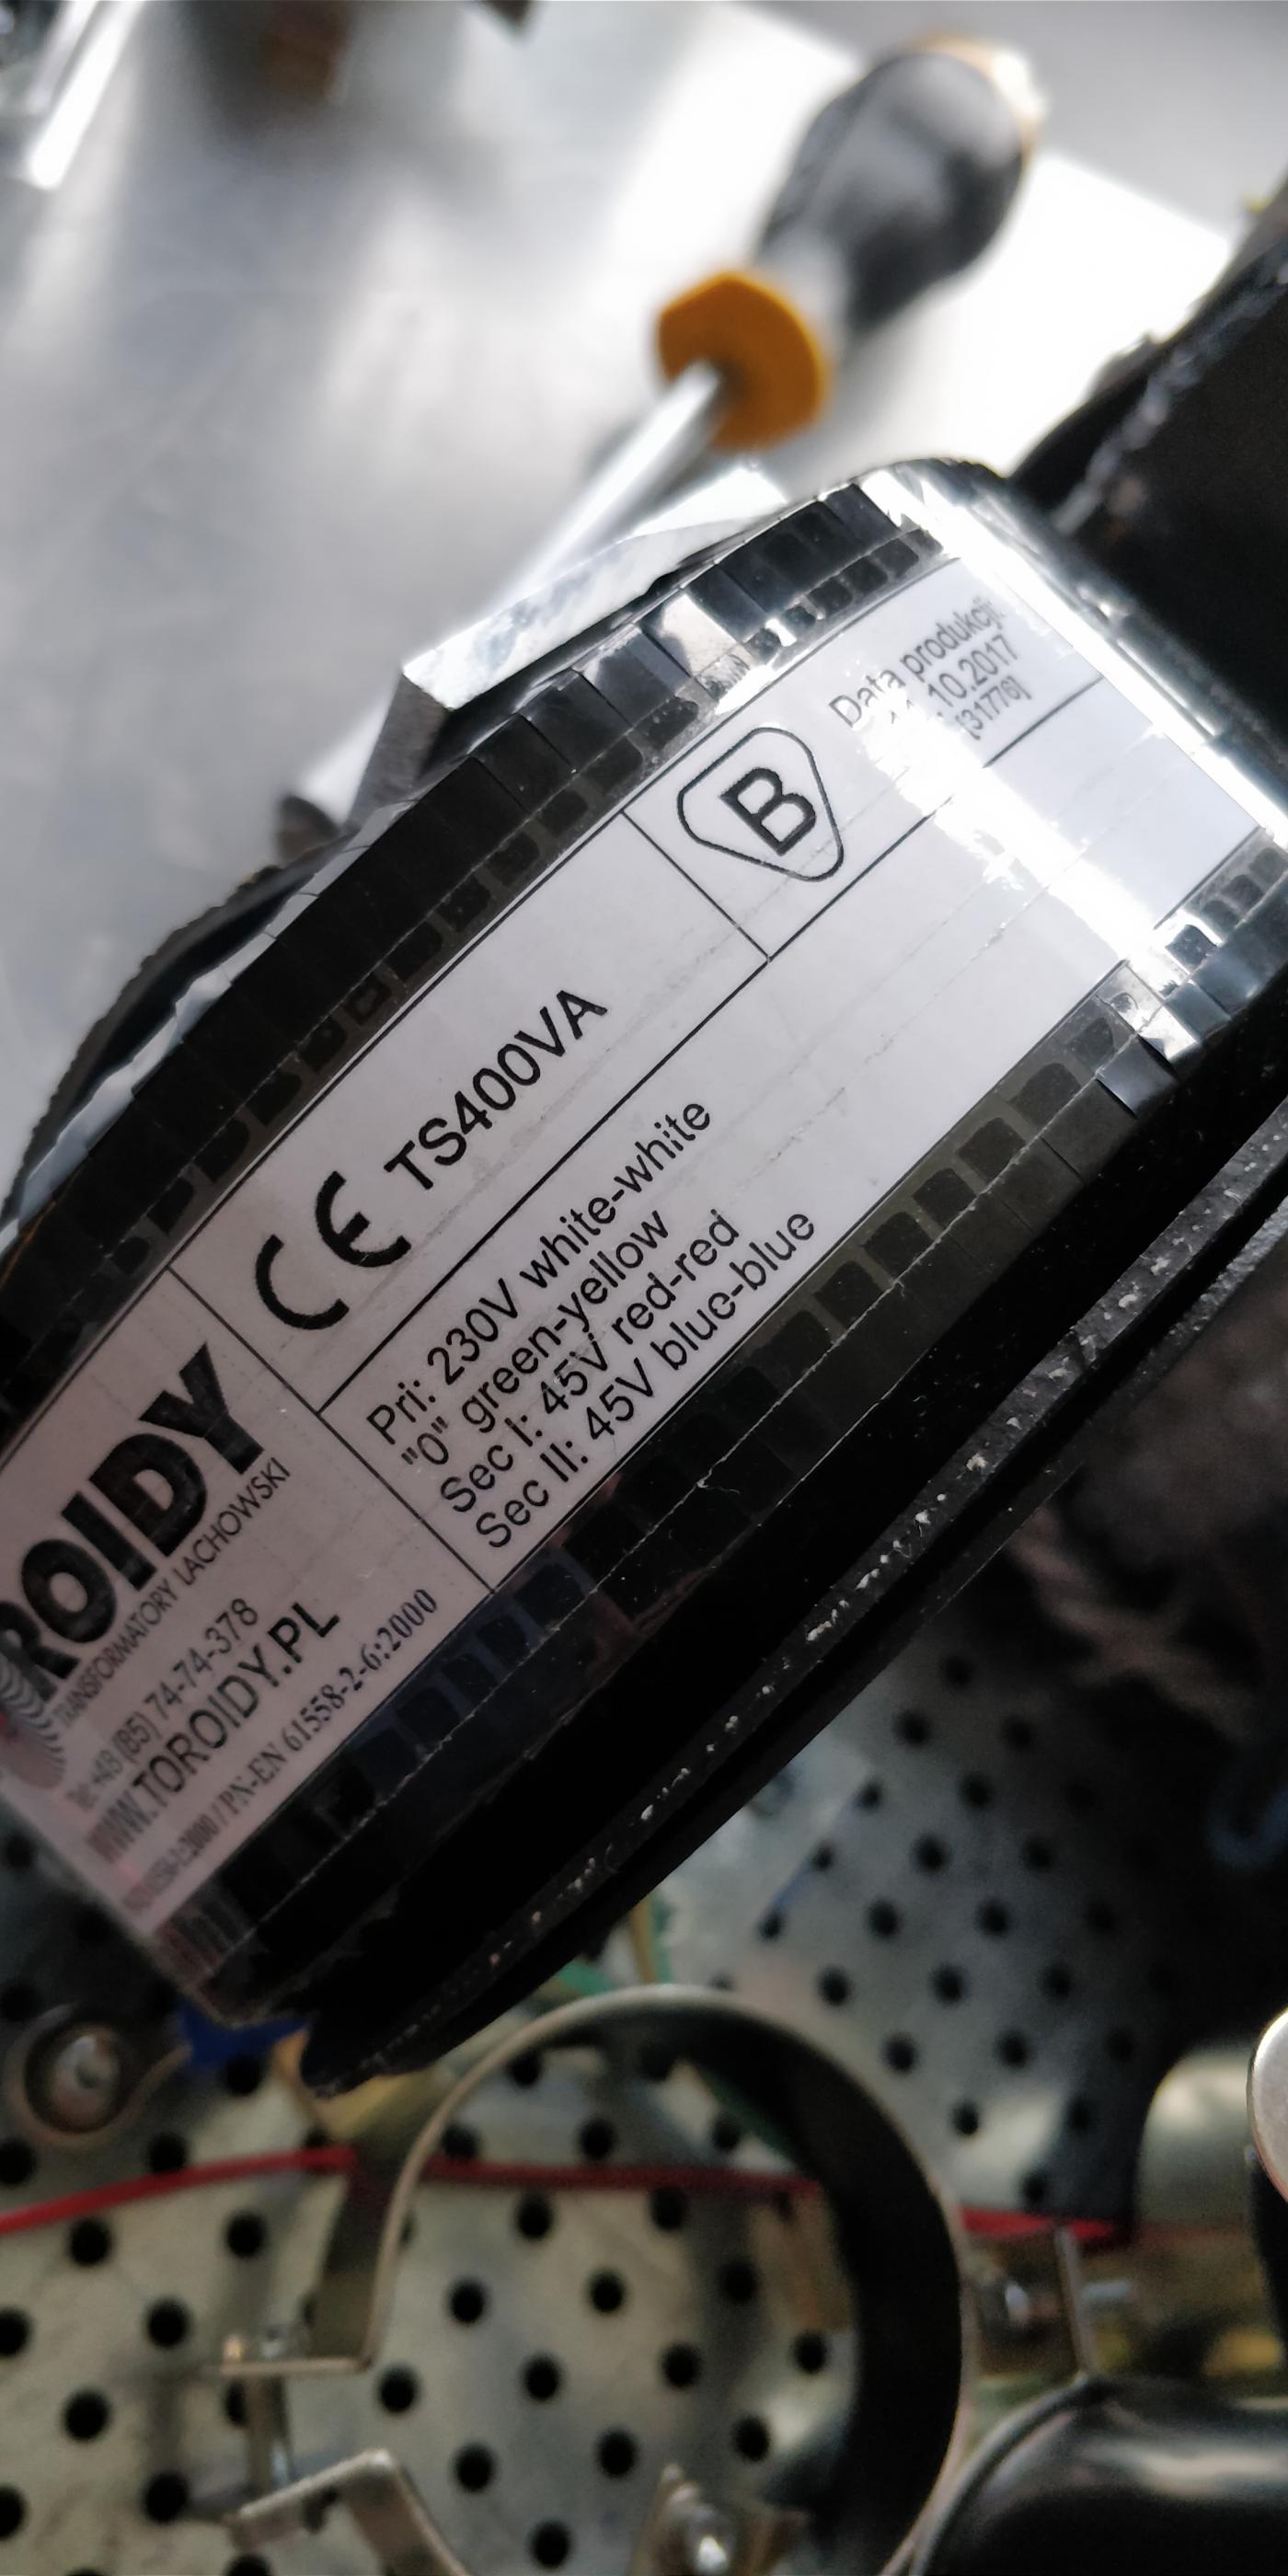 ROIDY
TRANSFORMATORY LACHOWSKI
Tel: +48 (85) 74-74-378
WWW.TOROIDY.PL
PN-EN 61558-2-6:2000
CE TS400VA
B
Data produkcji:
10.2017
[31776]
Pri: 230V white-white
"0" green-yellow
Sec I: 45V red-red
Sec II: 45V blue-blue